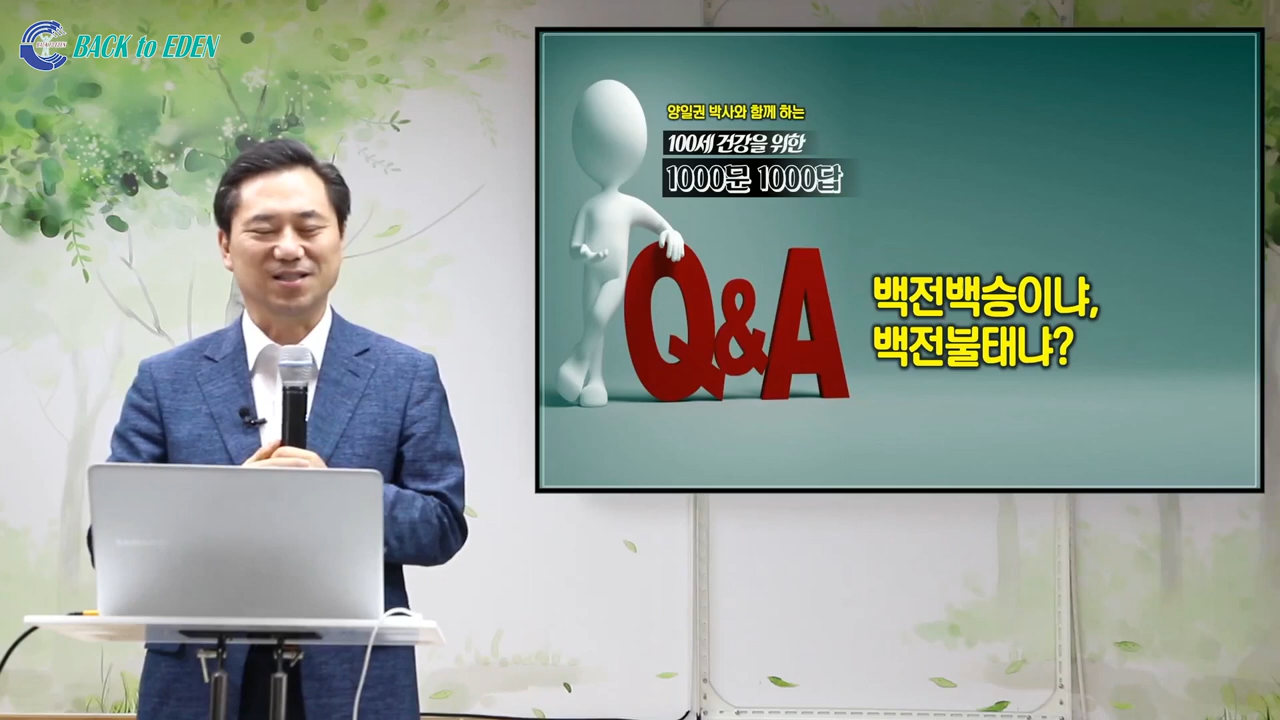 BACK to EDEN
양일권 박사와 함께 하는
100세 건강을 위한
1000문 1000답
Q&A
백전백승이냐,
백전불태냐?